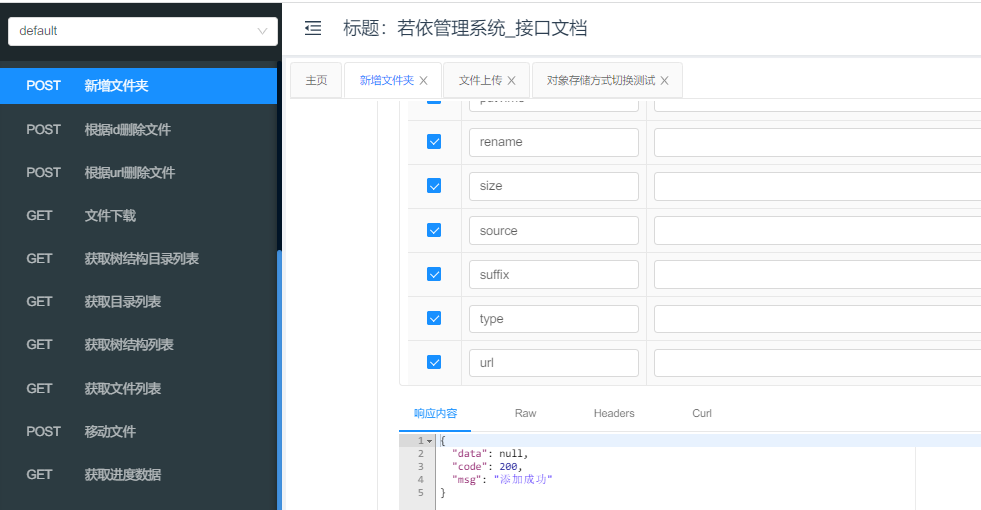 default
标题：若依管理系统_接口文档
主页
新增文件夹
文件上传
对象存储方式切换测试
POST 新增文件夹
POST 根据id删除文件
POST 根据url删除文件
GET 文件下载
GET 获取树结构目录列表
GET 获取目录列表
GET 获取树结构列表
GET 获取文件列表
POST 移动文件
GET 获取进度数据
rename
size
source
suffix
type
url
响应内容 Raw Headers Curl
1 {
2 "data": null,
3 "code": 200,
4 "msg": "添加成功"
5 }